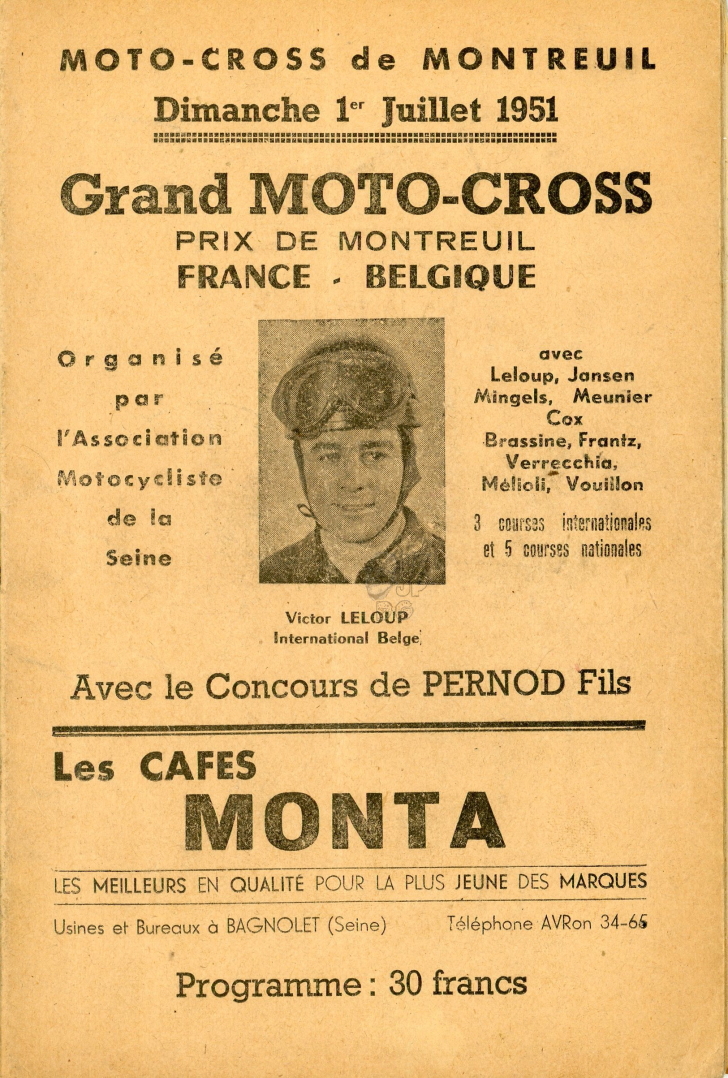 MOTO-CROSS de MONTREUIL
Dimanche 1er Juillet 1951
Grand MOTO-CROSS
PRIX DE MONTREUIL
FRANCE - BELGIQUE
Organisé
par
l'Association
Motocycliste
de la
Seine
avec
Leloup, Jansen
Mingels, Meunier
Cox
Brassine, Frantz,
Verrecchia,
Mélioli, Vouillon
3 courses internationales
et 5 courses nationales
Victor LELOUP
International Belge
Avec le Concours de PERNOD Fils
Les CAFES
MONTA
LES MEILLEURS EN QUALITÉ POUR LA PLUS JEUNE DES MARQUES
Usines et Bureaux à BAGNOLET (Seine) Téléphone AVRon 34-65
Programme : 30 francs